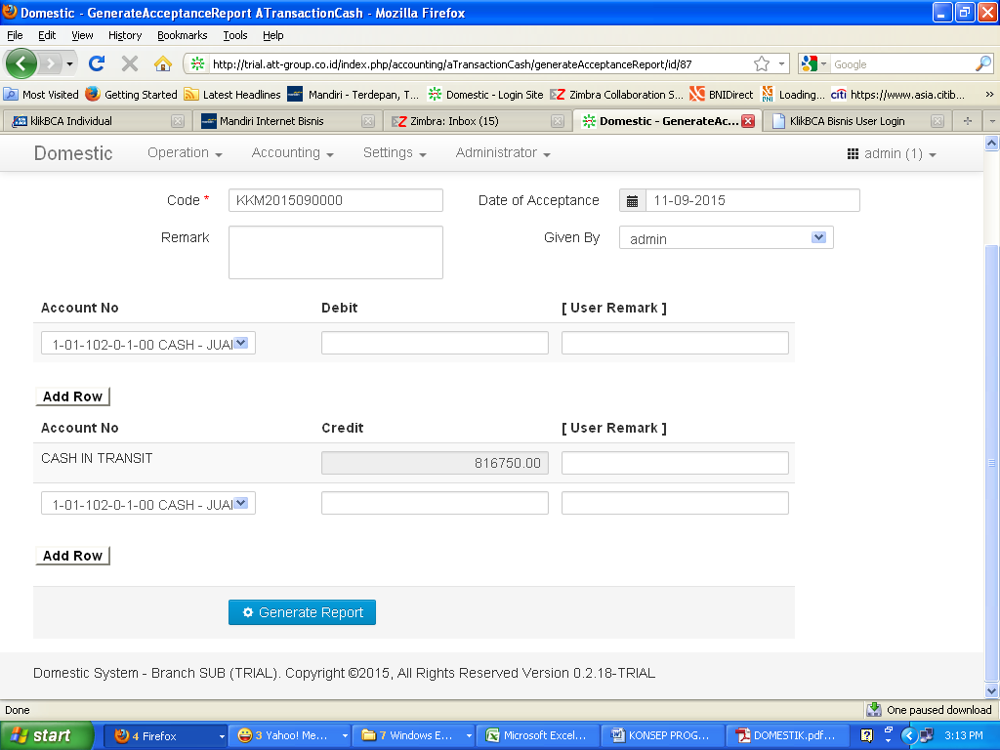 Domestic - GenerateAcceptanceReport ATransactionCash - Mozilla Firefox
File Edit View History Bookmarks Tools Help
http://trial.att-group.co.id/index.php/accounting/aTransactionCash/generateAcceptanceReport/id/87 Google
Most Visited Getting Started Latest Headlines Mandiri - Terdepan, T... Domestic - Login Site Zimbra Collaboration S... BNIDirect Loading... citi https://www.asia.citib... »
klikBCA Individual Mandiri Internet Bisnis Zimbra: Inbox (15) Domestic - GenerateAc... KlikBCA Bisnis User Login
Domestic Operation Accounting Settings Administrator admin (1)
Code * KKM2015090000 Date of Acceptance 11-09-2015
Remark Given By admin
Account No Debit [ User Remark ]
1-01-102-0-1-00 CASH - JUAI
Add Row
Account No Credit [ User Remark ]
CASH IN TRANSIT 816750.00
1-01-102-0-1-00 CASH - JUAI
Add Row
Generate Report
Domestic System - Branch SUB (TRIAL). Copyright ©2015, All Rights Reserved Version 0.2.18-TRIAL
Done One paused download
start 4 Firefox 3 Yahoo! Me... 7 Windows E... Microsoft Excel... KONSEP PROG... DOMESTIK.pdf... 3:13 PM